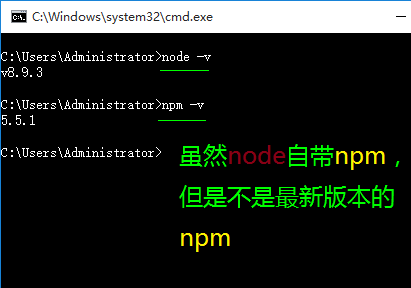 C:\Windows\system32\cmd.exe
C:\Users\Administrator>node -v
v8.9.3
C:\Users\Administrator>npm -v
5.5.1
C:\Users\Administrator>
虽然node自带npm，
但是不是最新版本的
npm